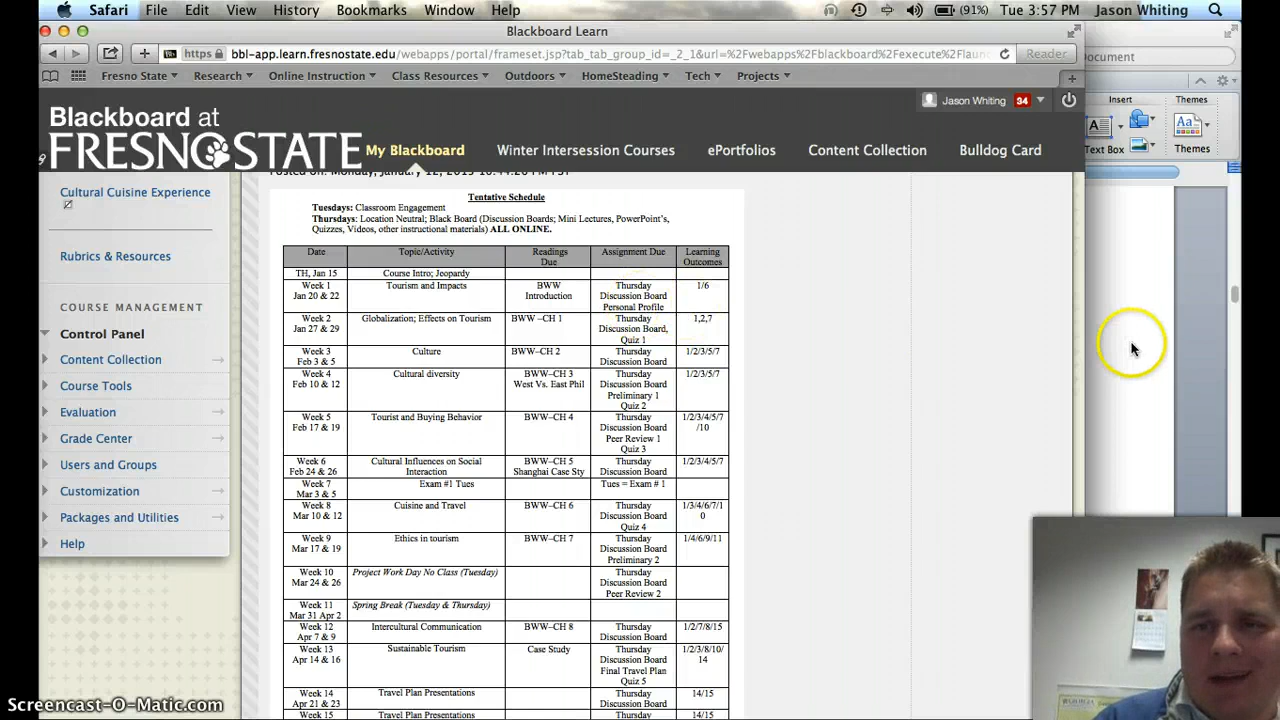 Safari File Edit View History Bookmarks Window Help (91%) Tue 3:57 PM Jason Whiting
Blackboard Learn
https bbl-app.learn.fresnostate.edu/webapps/portal/frameset.jsp?tab_tab_group_id=_2_1&url=%2Fwebapps%2Fblackboard%2Fexecute%2Flaun Reader
Fresno State Research Online Instruction Class Resources Outdoors HomeSteading Tech Projects
Insert Themes
Text Box Themes
Jason Whiting 34
Blackboard at
FRESNO STATE
My Blackboard Winter Intersession Courses ePortfolios Content Collection Bulldog Card
Cultural Cuisine Experience
Rubrics & Resources
COURSE MANAGEMENT
Control Panel
Content Collection
Course Tools
Evaluation
Grade Center
Users and Groups
Customization
Packages and Utilities
Help
Tentative Schedule
Tuesdays: Classroom Engagement
Thursdays: Location Neutral; Black Board (Discussion Boards; Mini Lectures, PowerPoint's,
Quizzes, Videos, other instructional materials) ALL ONLINE.
Date Topic/Activity Readings Due Assignment Due Learning Outcomes
TH, Jan 15 Course Intro; Jeopardy
Week 1 Jan 20 & 22 Tourism and Impacts BWW Introduction Thursday Discussion Board Personal Profile 1/6
Week 2 Jan 27 & 29 Globalization; Effects on Tourism BWW –CH 1 Thursday Discussion Board, Quiz 1 1,2,7
Week 3 Feb 3 & 5 Culture BWW–CH 2 Thursday Discussion Board 1/2/3/5/7
Week 4 Feb 10 & 12 Cultural diversity BWW–CH 3 West Vs. East Phil Thursday Discussion Board Preliminary 1 Quiz 2 1/2/3/5/7
Week 5 Feb 17 & 19 Tourist and Buying Behavior BWW–CH 4 Thursday Discussion Board Peer Review 1 Quiz 3 1/2/3/4/5/7 /10
Week 6 Feb 24 & 26 Cultural Influences on Social Interaction BWW–CH 5 Shanghai Case Sty Thursday Discussion Board 1/2/3/4/5/7
Week 7 Mar 3 & 5 Exam #1 Tues Tues = Exam # 1
Week 8 Mar 10 & 12 Cuisine and Travel BWW–CH 6 Thursday Discussion Board Quiz 4 1/3/4/6/7/1 0
Week 9 Mar 17 & 19 Ethics in tourism BWW–CH 7 Thursday Discussion Board Preliminary 2 1/4/6/9/11
Week 10 Mar 24 & 26 Project Work Day No Class (Tuesday) Thursday Discussion Board Peer Review 2
Week 11 Mar 31 Apr 2 Spring Break (Tuesday & Thursday)
Week 12 Apr 7 & 9 Intercultural Communication BWW–CH 8 Thursday Discussion Board 1/2/7/8/15
Week 13 Apr 14 & 16 Sustainable Tourism Case Study Thursday Discussion Board Final Travel Plan Quiz 5 1/2/3/8/10/ 14
Week 14 Apr 21 & 23 Travel Plan Presentations Thursday Discussion Board 14/15
Week 15 Travel Plan Presentations Thursday 14/15
Screencast-O-Matic.com